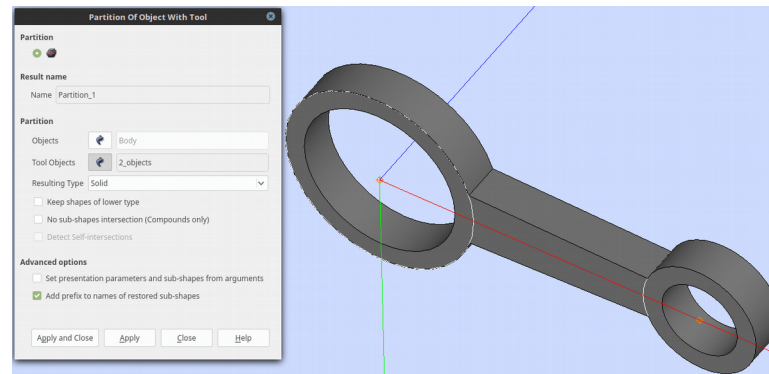 Partition Of Object With Tool
Partition
Result name
Name Partition_1
Partition
Objects Body
Tool Objects 2_objects
Resulting Type Solid
Keep shapes of lower type
No sub-shapes intersection (Compounds only)
Detect Self-intersections
Advanced options
Set presentation parameters and sub-shapes from arguments
Add prefix to names of restored sub-shapes
Apply and Close Apply Close Help